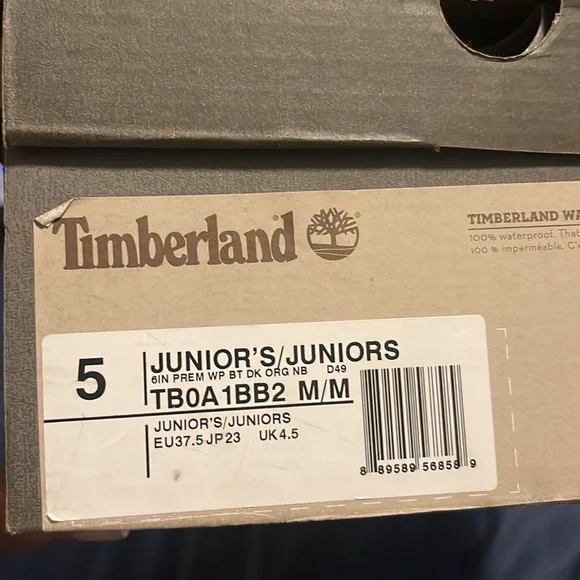 Timberland
TIMBERLAND WA
100% waterproof. That
100 % imperméable. C'e
5
JUNIOR'S/JUNIORS
6IN PREM WP BT DK ORG NB D49
TB0A1BB2 M/M
JUNIOR'S/JUNIORS
EU37.5 JP23 UK4.5
8 89589 56858 9